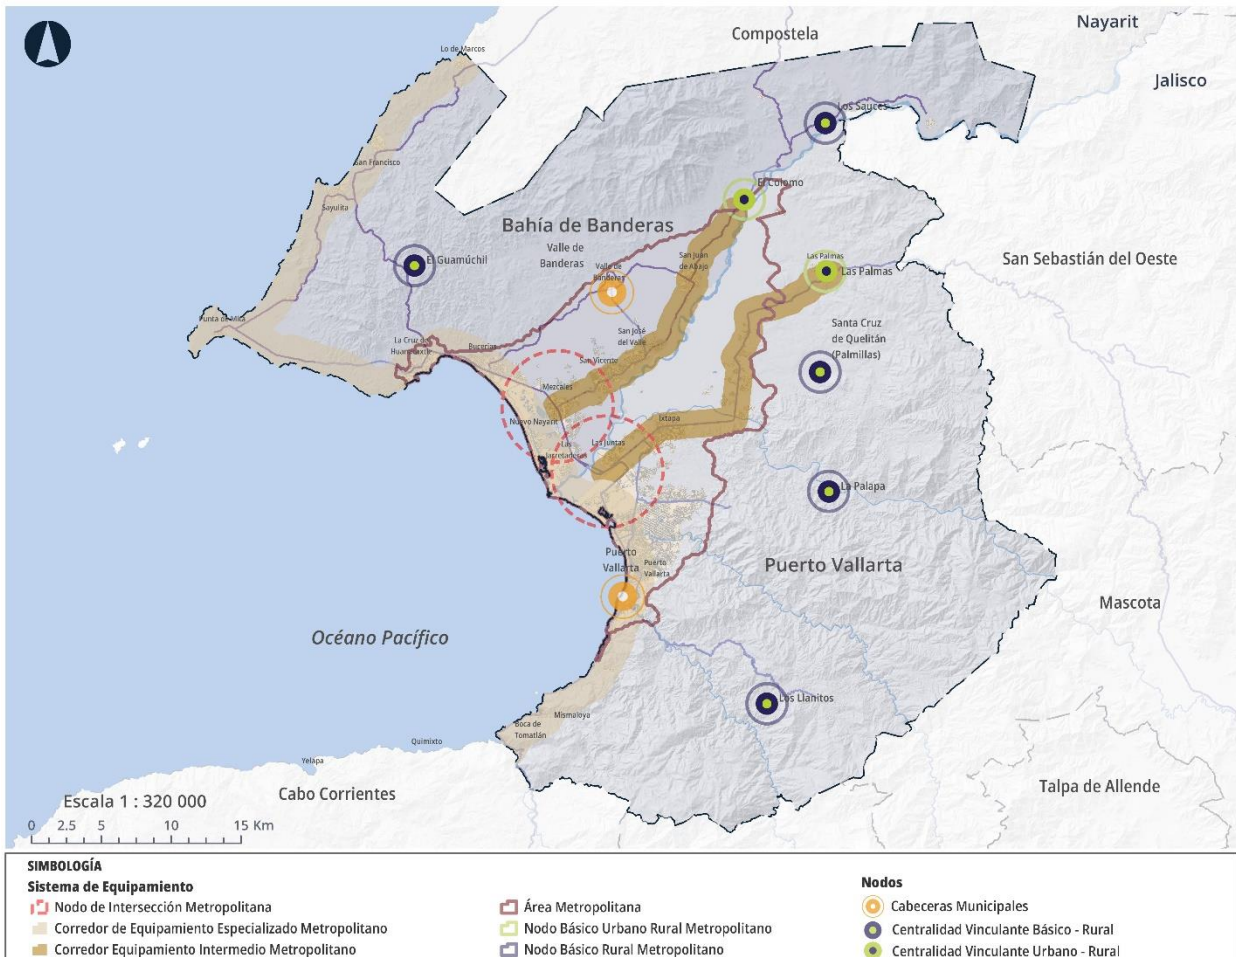 Nayarit
Compostela
Lo de Marcos
Jalisco
Los Sauces
San Francisco
El Colomo
Sayulita
Bahía de Banderas
Valle de
Banderas
San Juan
de Abajo
Las Palmas
San Sebastián del Oeste
El Guamúchil
Valle de
Banderas
Las Palmas
Punta de Mita
Santa Cruz
de Quelitán
(Palmillas)
La Cruz de
Huanacaxtle
Bucerías
San José
del Valle
San Vicente
Mezcales
Nuevo Nayarit
Ixtapa
Las Juntas
Las
Jarretaderas
La Palapa
Puerto
Vallarta
Puerto
Vallarta
Puerto Vallarta
Mascota
Océano Pacífico
Los Llanitos
Mismaloya
Boca de
Tomatlán
Quimixto
Yelapa
Cabo Corrientes
Talpa de Allende
Escala 1 : 320 000
0 2.5 5 10 15 Km
SIMBOLOGÍA
Sistema de Equipamiento
Nodo de Intersección Metropolitana
Corredor de Equipamiento Especializado Metropolitano
Corredor Equipamiento Intermedio Metropolitano
Área Metropolitana
Nodo Básico Urbano Rural Metropolitano
Nodo Básico Rural Metropolitano
Nodos
Cabeceras Municipales
Centralidad Vinculante Básico - Rural
Centralidad Vinculante Urbano - Rural